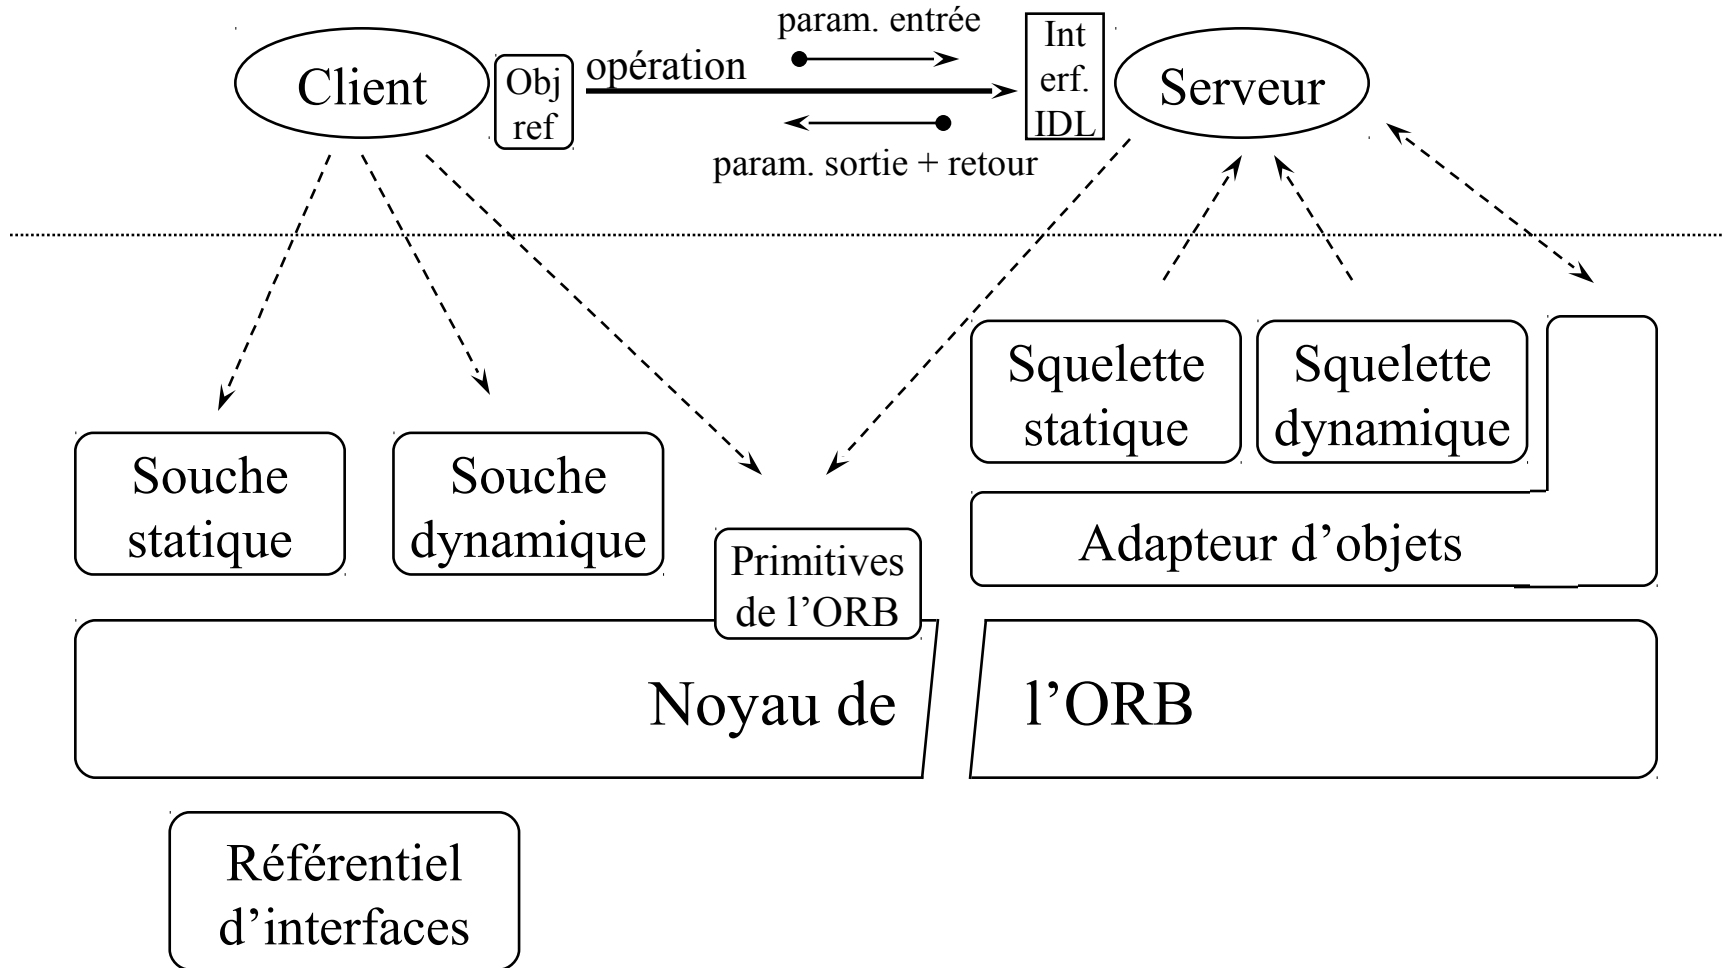 param. entrée
Client
Obj
ref
opération
Int
erf.
IDL
Serveur
param. sortie + retour
Squelette
statique
Squelette
dynamique
Souche
statique
Souche
dynamique
Adapteur d’objets
Primitives
de l’ORB
Noyau de l’ORB
Référentiel
d’interfaces